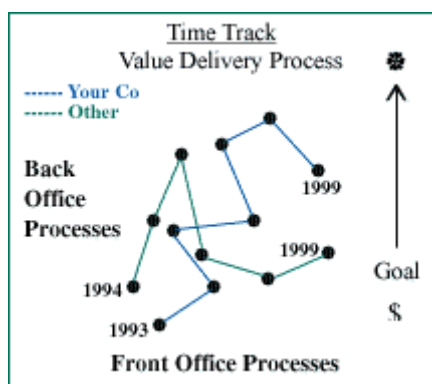 Time Track
Value Delivery Process
------ Your Co
------ Other
Back
Office
Processes
1999
1999
Goal
1994
$
1993
Front Office Processes